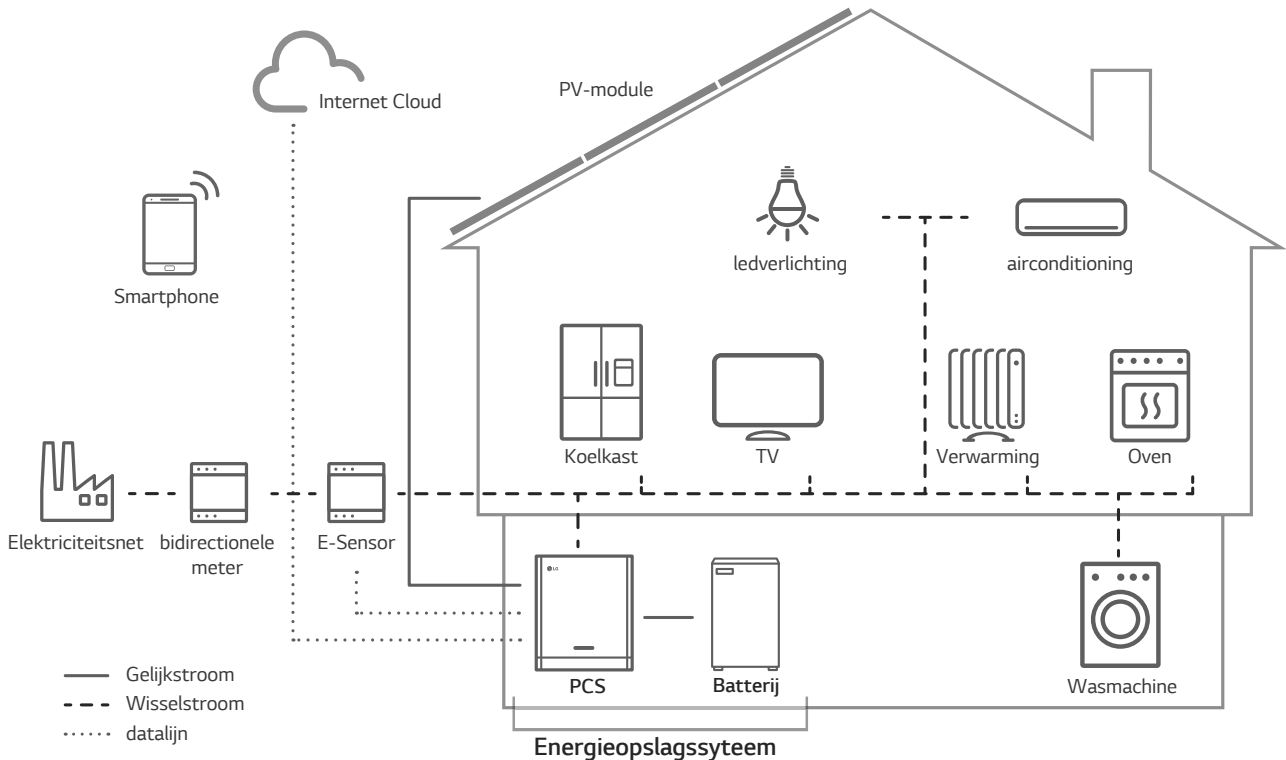 Internet Cloud
PV-module
Smartphone
ledverlichting
airconditioning
Koelkast
TV
Verwarming
Oven
Elektriciteitsnet
bidirectionele
meter
E-Sensor
LG
PCS
Batterij
Wasmachine
Gelijkstroom
Wisselstroom
datalijn
Energieopslagssyteem